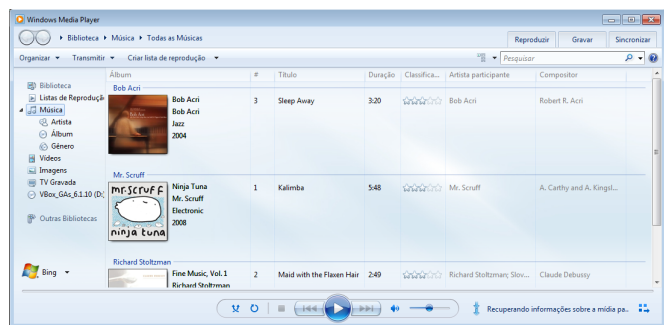 Windows Media Player
Biblioteca ▸ Música ▸ Todas as Músicas
Reproduzir Gravar Sincronizar
Organizar Transmitir Criar lista de reprodução Pesquisar
Álbum # Título Duração Classifica... Artista participante Compositor
Biblioteca
Listas de Reproduçã
Música
Artista
Álbum
Gênero
Vídeos
Imagens
TV Gravada
VBox_GAs_6.1.10 (D:)
Outras Bibliotecas
Bing
Bob Acri
Bob Acri 3 Sleep Away 3:20 Bob Acri Robert R. Acri
Bob Acri
Jazz
2004
Mr. Scruff
mr.scruff
ninja tuna
Ninja Tuna 1 Kalimba 5:48 Mr. Scruff A. Carthy and A. Kingsl...
Mr. Scruff
Electronic
2008
Richard Stoltzman
Fine Music, Vol. 1 2 Maid with the Flaxen Hair 2:49 Richard Stoltzman; Slov... Claude Debussy
Richard Stoltzman
Recuperando informações sobre a mídia pa..